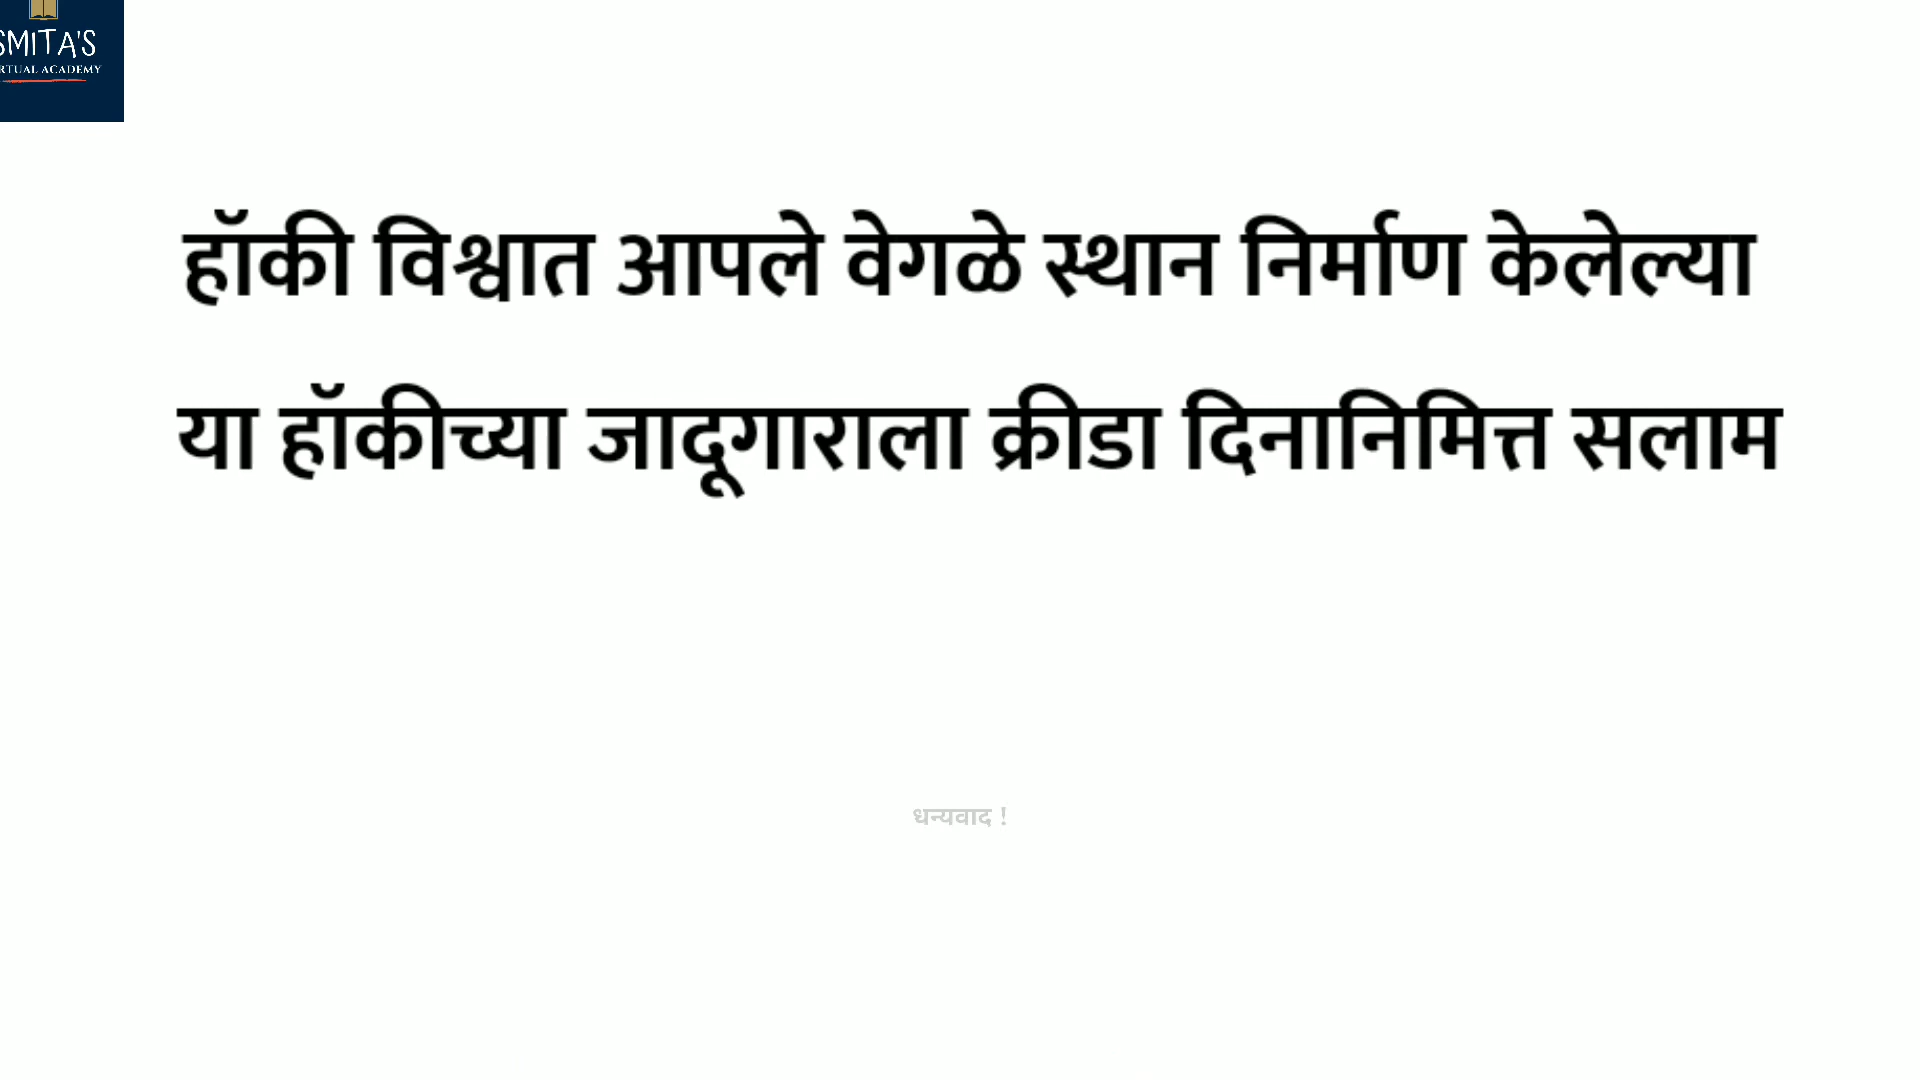 SMITA'S
RTUAL ACADEMY
हॉकी विश्वात आपले वेगळे स्थान निर्माण केलेल्या
या हॉकीच्या जादूगाराला क्रीडा दिनानिमित्त सलाम
धन्यवाद !